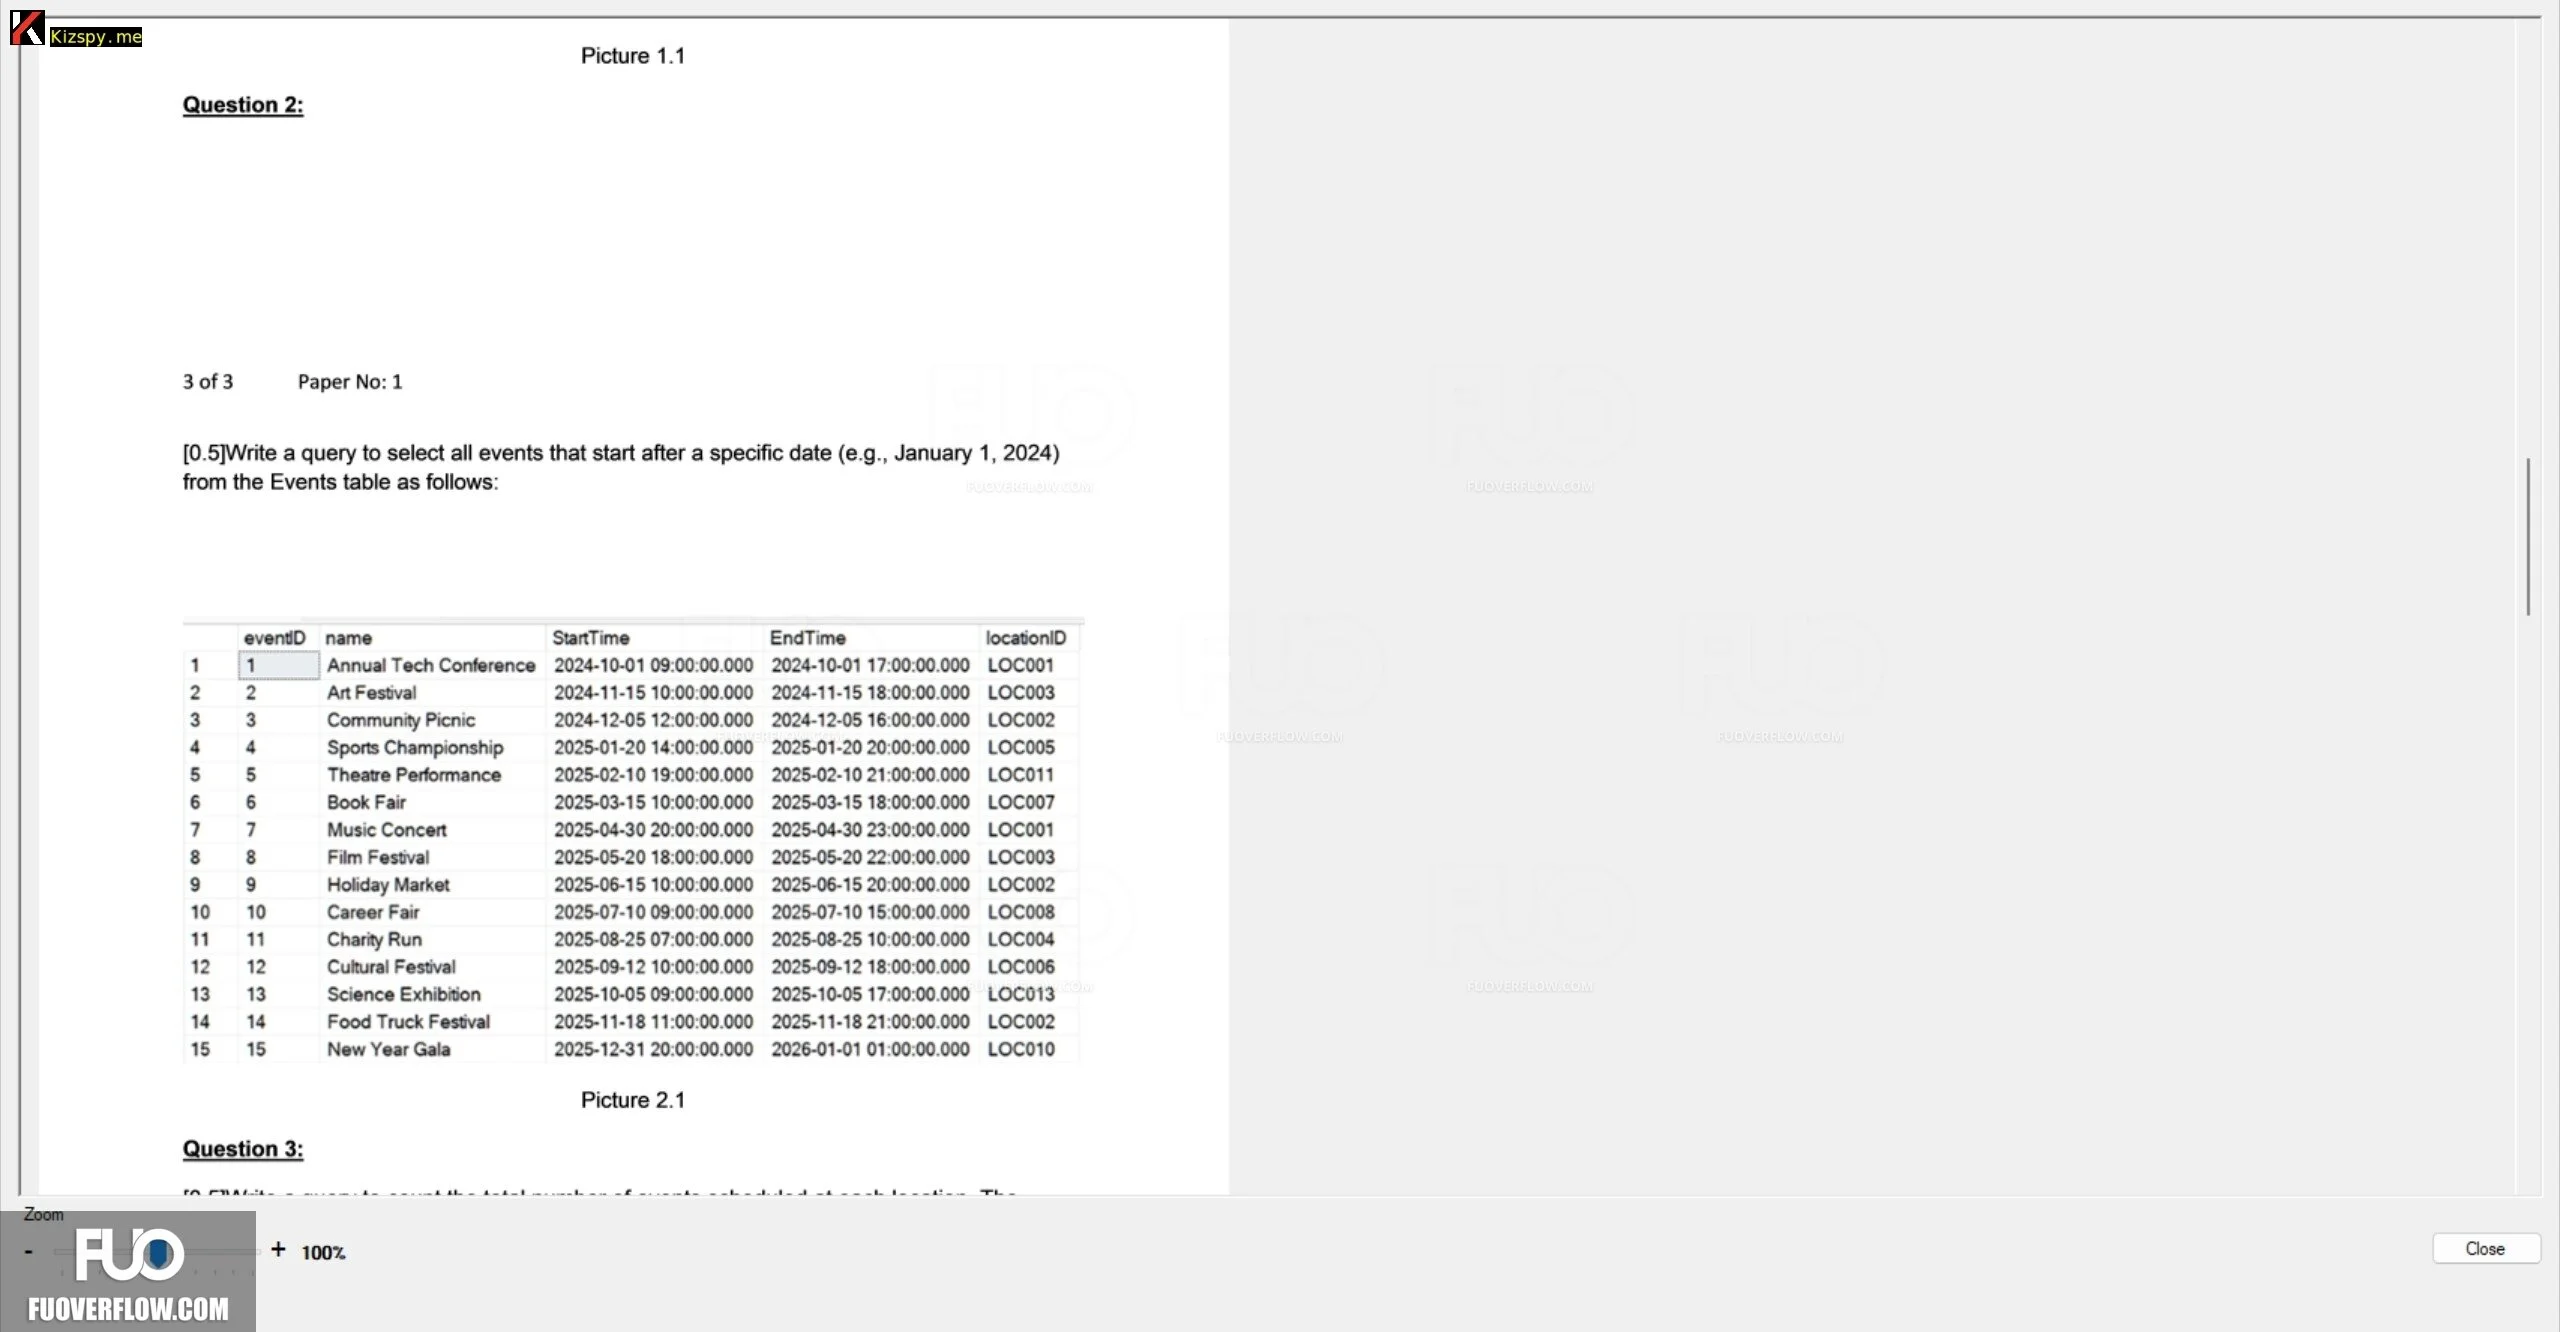 Kizspy.me
Picture 1.1
Question 2:
3 of 3 Paper No: 1
[0.5]Write a query to select all events that start after a specific date (e.g., January 1, 2024)
from the Events table as follows:
eventID name StartTime EndTime locationID
1 1 Annual Tech Conference 2024-10-01 09:00:00.000 2024-10-01 17:00:00.000 LOC001
2 2 Art Festival 2024-11-15 10:00:00.000 2024-11-15 18:00:00.000 LOC003
3 3 Community Picnic 2024-12-05 12:00:00.000 2024-12-05 16:00:00.000 LOC002
4 4 Sports Championship 2025-01-20 14:00:00.000 2025-01-20 20:00:00.000 LOC005
5 5 Theatre Performance 2025-02-10 19:00:00.000 2025-02-10 21:00:00.000 LOC011
6 6 Book Fair 2025-03-15 10:00:00.000 2025-03-15 18:00:00.000 LOC007
7 7 Music Concert 2025-04-30 20:00:00.000 2025-04-30 23:00:00.000 LOC001
8 8 Film Festival 2025-05-20 18:00:00.000 2025-05-20 22:00:00.000 LOC003
9 9 Holiday Market 2025-06-15 10:00:00.000 2025-06-15 20:00:00.000 LOC002
10 10 Career Fair 2025-07-10 09:00:00.000 2025-07-10 15:00:00.000 LOC008
11 11 Charity Run 2025-08-25 07:00:00.000 2025-08-25 10:00:00.000 LOC004
12 12 Cultural Festival 2025-09-12 10:00:00.000 2025-09-12 18:00:00.000 LOC006
13 13 Science Exhibition 2025-10-05 09:00:00.000 2025-10-05 17:00:00.000 LOC013
14 14 Food Truck Festival 2025-11-18 11:00:00.000 2025-11-18 21:00:00.000 LOC002
15 15 New Year Gala 2025-12-31 20:00:00.000 2026-01-01 01:00:00.000 LOC010
Picture 2.1
Question 3:
[0.5]Write a query to count the total number of events scheduled at each location. The
Zoom
- + 100%
Close
FUO
FUOVERFLOW.COM